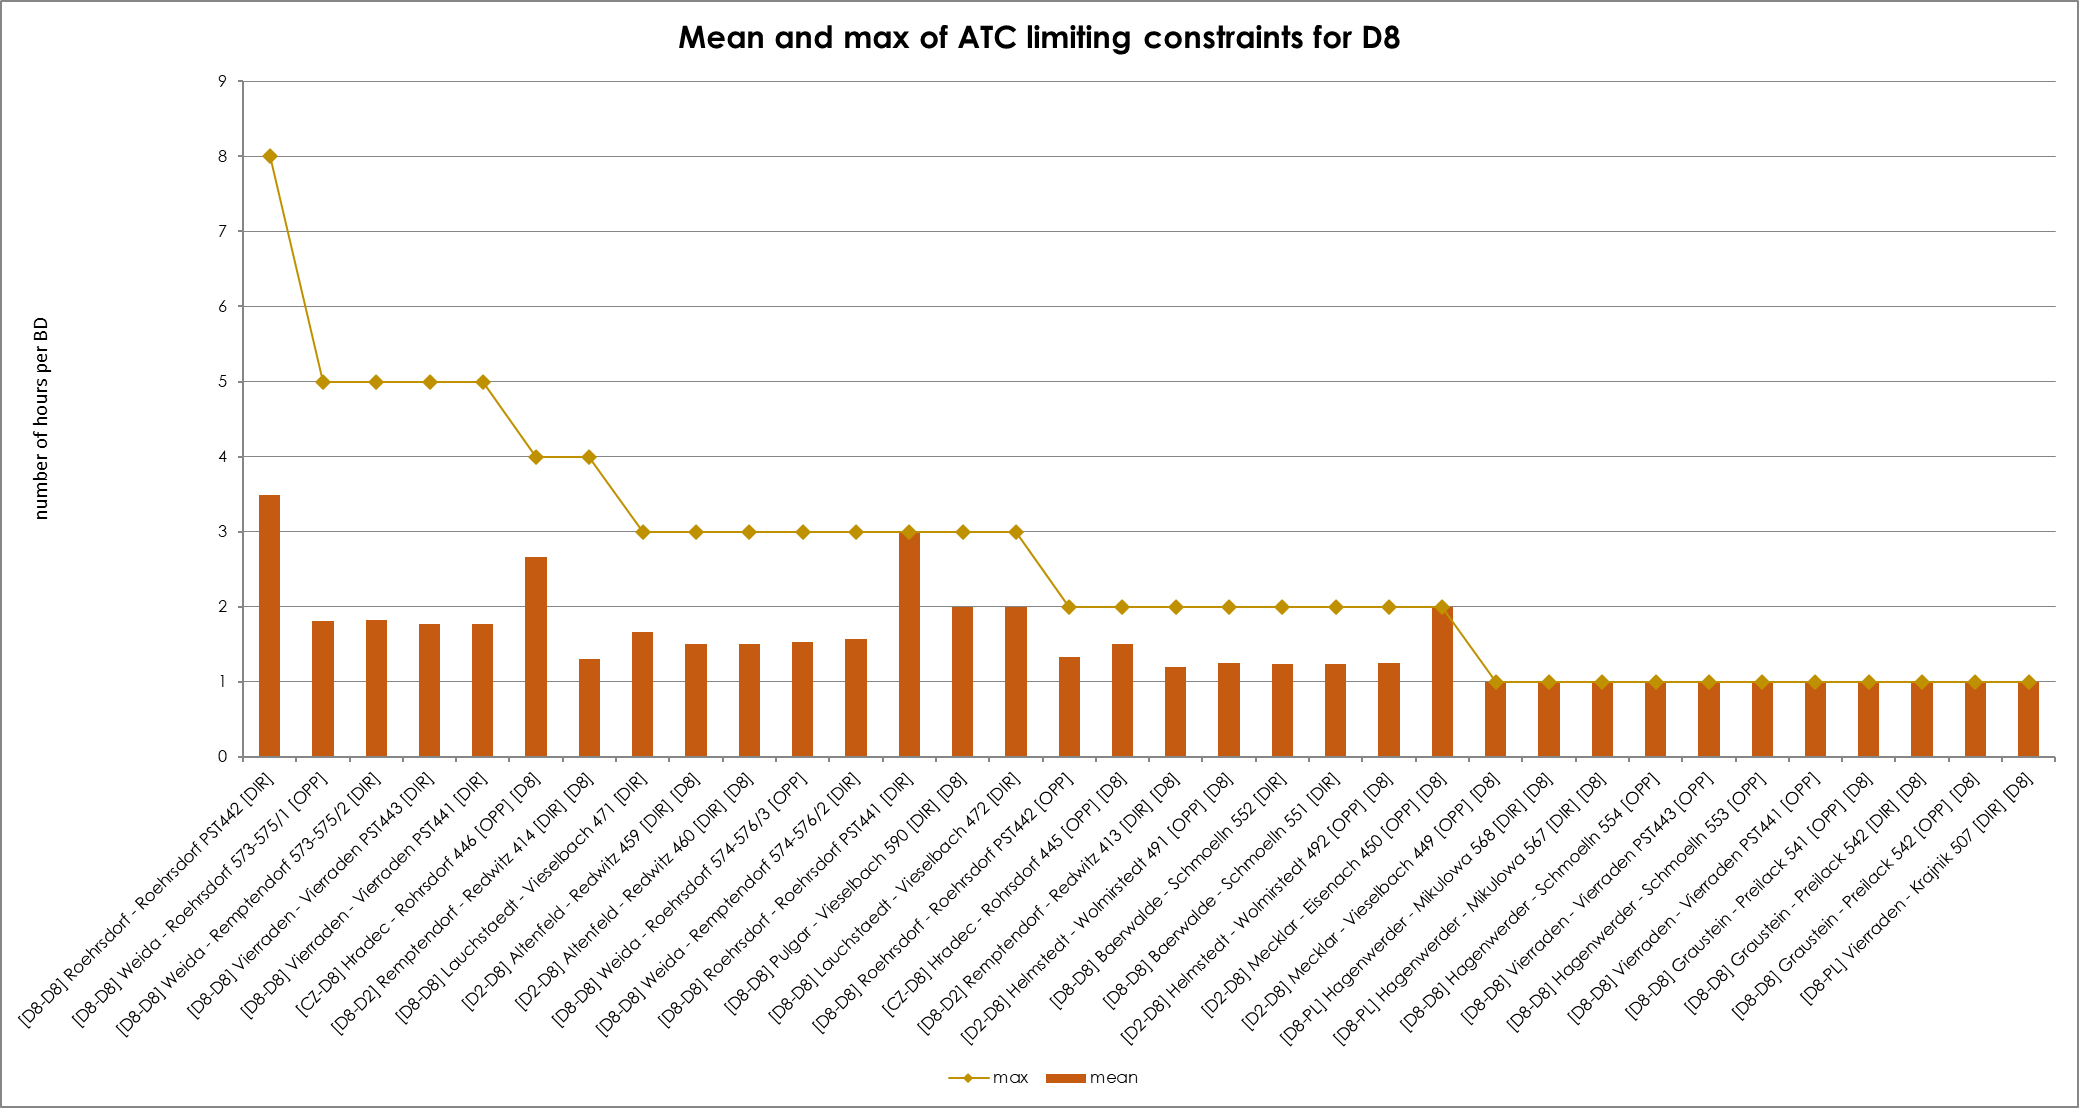 Mean and max of ATC limiting constraints for D8
number of hours per BD
9
8
7
6
5
4
3
2
1
0
[D8-D8] Roehrsdorf - Roehrsdorf PST442 [DIR]
[D8-D8] Weida - Roehrsdorf 573-575/1 [OPP]
[D8-D8] Weida - Remptendorf 573-575/2 [DIR]
[D8-D8] Vierraden - Vierraden PST443 [DIR]
[D8-D8] Vierraden - Vierraden PST441 [DIR]
[CZ-D8] Hradec - Rohrsdorf 446 [OPP] [D8]
[D8-D2] Remptendorf - Redwitz 414 [DIR] [D8]
[D8-D8] Lauchstaedt - Vieselbach 471 [DIR]
[D2-D8] Altenfeld - Redwitz 459 [DIR] [D8]
[D2-D8] Altenfeld - Redwitz 460 [DIR] [D8]
[D8-D8] Weida - Roehrsdorf 574-576/3 [OPP]
[D8-D8] Weida - Remptendorf 574-576/2 [DIR]
[D8-D8] Roehrsdorf - Roehrsdorf PST441 [DIR]
[D8-D8] Pulgar - Vieselbach 590 [DIR] [D8]
[D8-D8] Lauchstaedt - Vieselbach 472 [DIR]
[D8-D8] Roehrsdorf - Roehrsdorf PST442 [OPP]
[CZ-D8] Hradec - Rohrsdorf 445 [OPP] [D8]
[D8-D2] Remptendorf - Redwitz 413 [DIR] [D8]
[D2-D8] Helmstedt - Wolmirstedt 491 [OPP] [D8]
[D8-D8] Baerwalde - Schmoelln 552 [DIR]
[D8-D8] Baerwalde - Schmoelln 551 [DIR]
[D2-D8] Helmstedt - Wolmirstedt 492 [OPP] [D8]
[D2-D8] Mecklar - Eisenach 450 [OPP] [D8]
[D2-D8] Mecklar - Vieselbach 449 [OPP] [D8]
[D8-PL] Hagenwerder - Mikulowa 568 [DIR] [D8]
[D8-PL] Hagenwerder - Mikulowa 567 [DIR] [D8]
[D8-D8] Hagenwerder - Schmoelln 554 [OPP]
[D8-D8] Vierraden - Vierraden PST443 [OPP]
[D8-D8] Hagenwerder - Schmoelln 553 [OPP]
[D8-D8] Vierraden - Vierraden PST441 [OPP]
[D8-D8] Graustein - Preilack 541 [OPP] [D8]
[D8-D8] Graustein - Preilack 542 [DIR] [D8]
[D8-D8] Graustein - Preilack 542 [OPP] [D8]
[D8-PL] Vierraden - Krajnik 507 [DIR] [D8]
max
mean